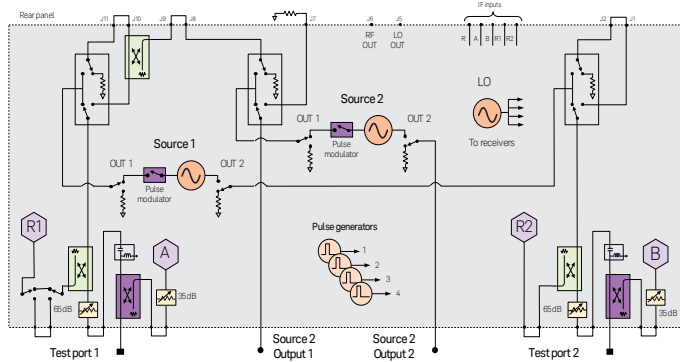 Rear panel
J11
J10
J9
J8
J7
J6
J5
J2
J1
RF
OUT
LO
OUT
IF inputs
R
A
B
R1
R2
LO
To receivers
Source 2
OUT 1
OUT 2
Pulse
modulator
Source 1
OUT 1
OUT 2
Pulse
modulator
Pulse generators
1
2
3
4
R1
A
65dB
35dB
R2
B
65dB
35dB
Test port 1
Source 2
Output 1
Source 2
Output 2
Test port 2